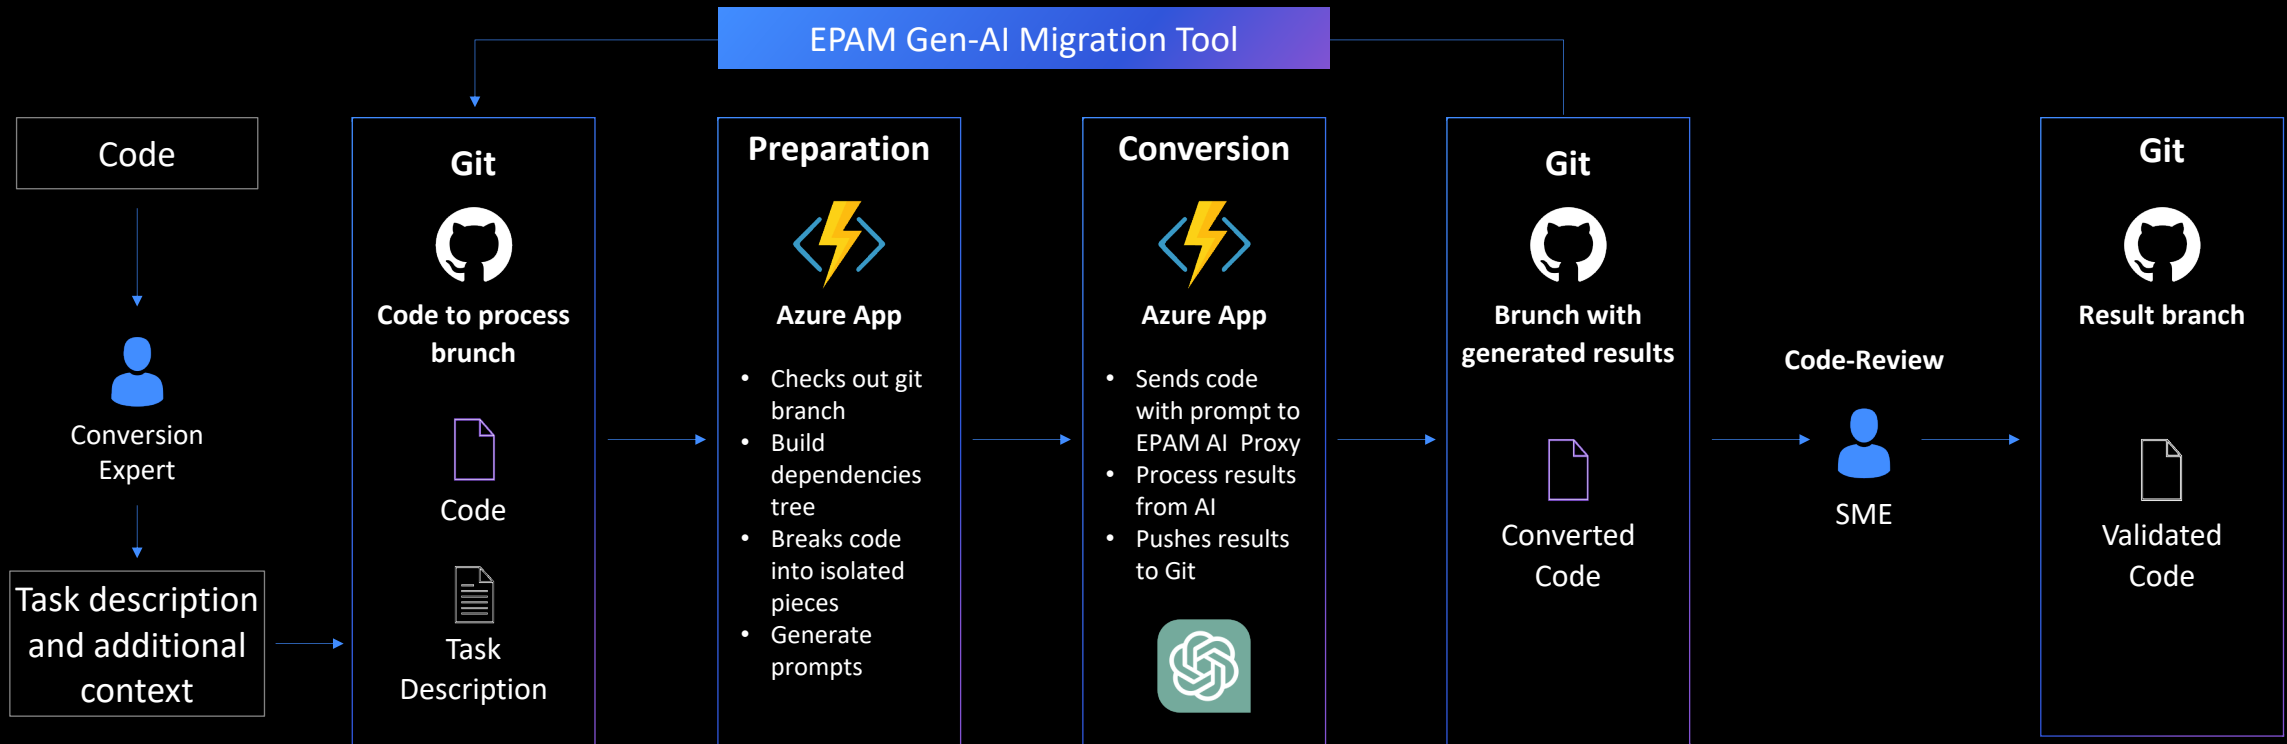 EPAM Gen-AI Migration Tool
Code
Conversion
Expert
Task description
and additional
context
Git
Code to process
brunch
Code
Task
Description
Preparation
Azure App
• Checks out git
branch
• Build
dependencies
tree
• Breaks code
into isolated
pieces
• Generate
prompts
Conversion
Azure App
• Sends code
with prompt to
EPAM AI  Proxy
• Process results
from AI
• Pushes results
to Git
Git
Brunch with
generated results
Converted
Code
Code-Review
SME
Git
Result branch
Validated
Code